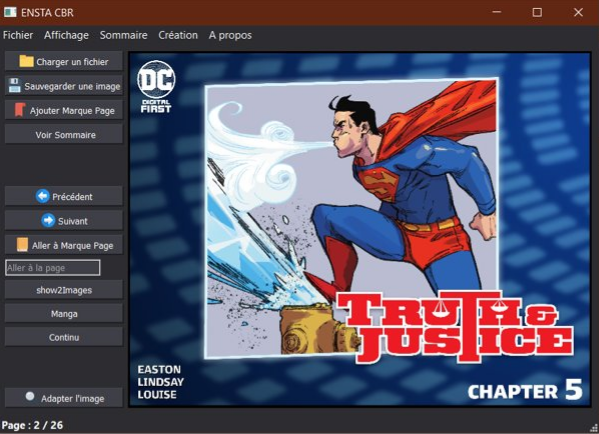 ENSTA CBR
Fichier Affichage Sommaire Création A propos
Charger un fichier
Sauvegarder une image
Ajouter Marque Page
Voir Sommaire
Précédent
Suivant
Aller à Marque Page
Aller à la page
show2Images
Manga
Continu
Adapter l'image
Page : 2 / 26
DC
DIGITAL
FIRST
TRUTH &
JUSTICE
EASTON
LINDSAY
LOUISE
CHAPTER 5